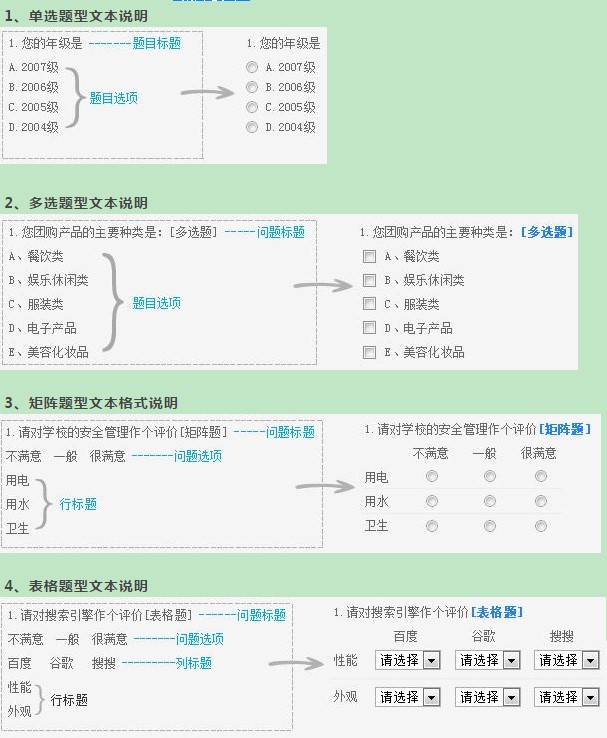 1、单选题型文本说明
1.您的年级是 -------题目标题
A.2007级
B.2006级
C.2005级
D.2004级
题目选项
1.您的年级是
A.2007级
B.2006级
C.2005级
D.2004级
2、多选题型文本说明
1.您团购产品的主要种类是：[多选题] -----问题标题
A、餐饮类
B、娱乐休闲类
C、服装类
D、电子产品
E、美容化妆品
题目选项
1.您团购产品的主要种类是：[多选题]
A、餐饮类
B、娱乐休闲类
C、服装类
D、电子产品
E、美容化妆品
3、矩阵题型文本格式说明
1.请对学校的安全管理作个评价[矩阵题] -----问题标题
不满意 一般 很满意 -------问题选项
用电
用水
卫生
行标题
1.请对学校的安全管理作个评价[矩阵题]
不满意 一般 很满意
用电
用水
卫生
4、表格题型文本说明
1.请对搜索引擎作个评价[表格题] ------问题标题
不满意 一般 很满意 -------问题选项
百度 谷歌 搜搜 ---------列标题
性能
外观
行标题
1.请对搜索引擎作个评价[表格题]
百度 谷歌 搜搜
性能 请选择 请选择 请选择
外观 请选择 请选择 请选择